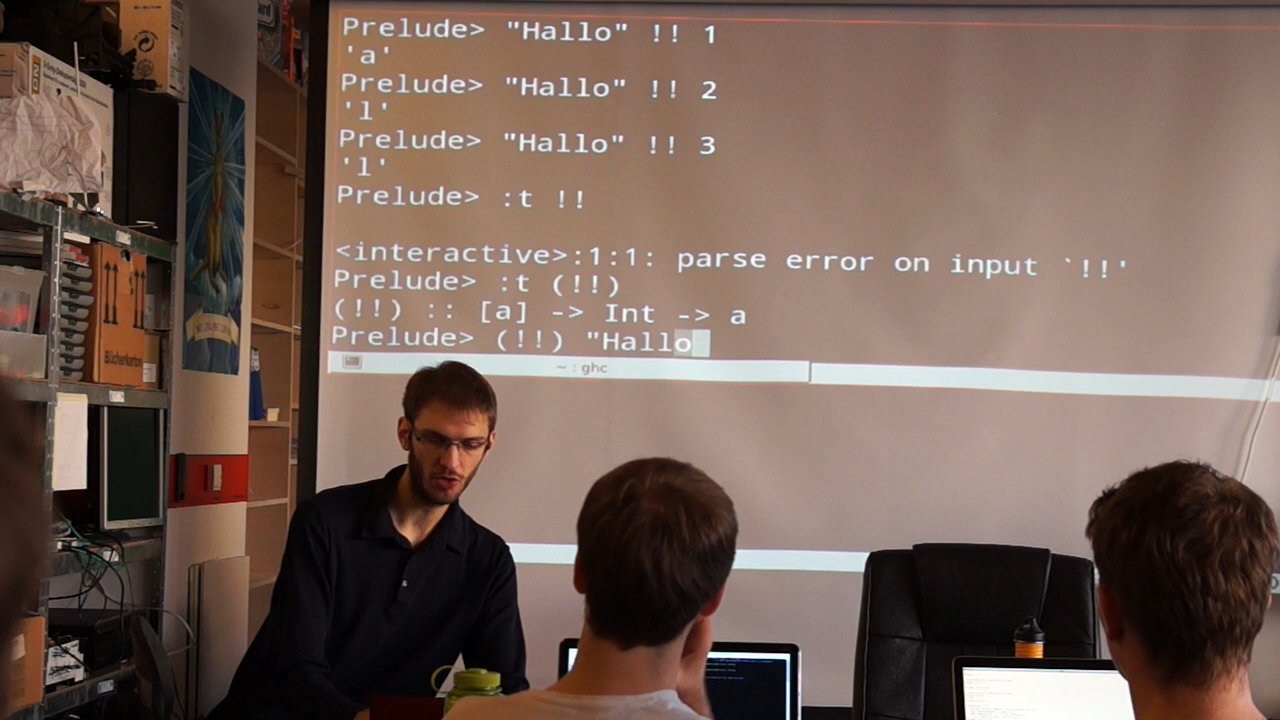 Prelude> "Hallo" !! 1
'a'
Prelude> "Hallo" !! 2
'l'
Prelude> "Hallo" !! 3
'l'
Prelude> :t !!
<interactive>:1:1: parse error on input `!!'
Prelude> :t (!!)
(!!) :: [a] -> Int -> a
Prelude> (!!) "Hallo
~ : ghc
Bücherkarton